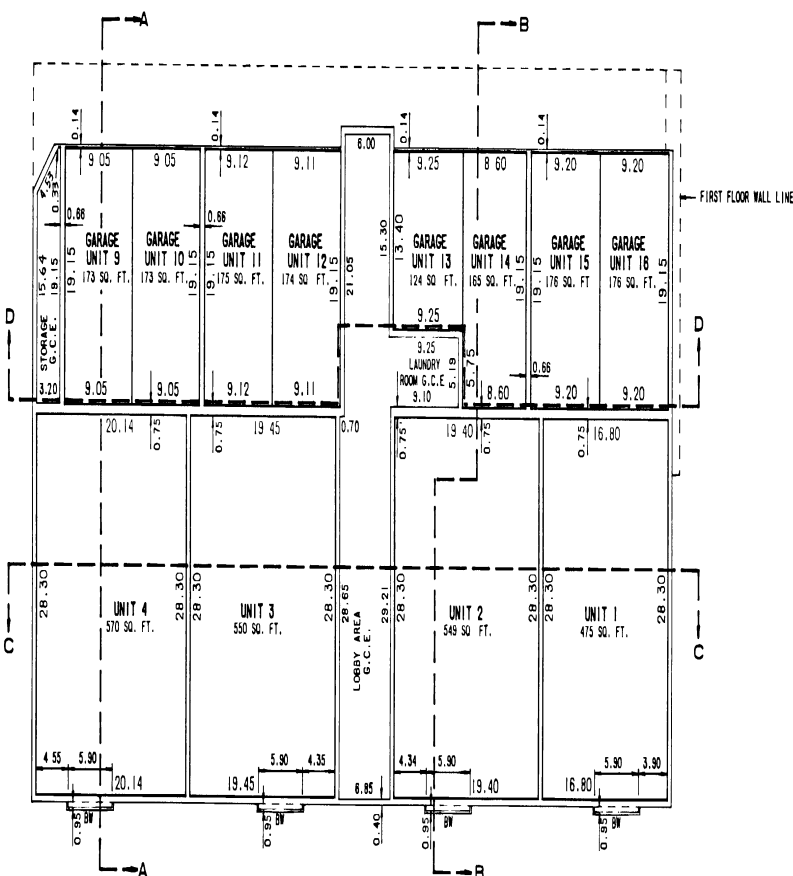 A
B
0.14
0.14
0.14
0.14
6.00
9.05
9.05
9.12
9.11
9.25
8 60
9.20
9.20
4.53
0.33
0.66
0.66
FIRST FLOOR WALL LINE
GARAGE
UNIT 9
173 SQ. FT.
GARAGE
UNIT 10
173 SQ. FT.
GARAGE
UNIT 11
175 SQ. FT.
GARAGE
UNIT 12
174 SQ. FT.
GARAGE
UNIT 13
124 SQ. FT.
GARAGE
UNIT 14
165 SQ. FT.
GARAGE
UNIT 15
176 SQ. FT
GARAGE
UNIT 16
176 SQ. FT.
15.64
19.15
19.15
19.15
19.15
19.15
21.05
15.30
13.40
19.15
19.15
19.15
STORAGE
G.C.E.
D
D
9.25
9.25
LAUNDRY
ROOM G.C.E
9.10
5.19
5.75
0.66
3.20
9.05
9.05
9.12
9.11
8.60
9.20
9.20
20.14
0.75
0.75
19 45
0.70
0.75
19 40
0.75
0.75
16.80
28.30
28.30
28.30
28.30
28.65
29.21
28.30
28.30
28.30
28.30
UNIT 4
570 SQ. FT.
UNIT 3
550 SQ. FT.
LOBBY AREA
G.C.E.
UNIT 2
549 SQ. FT.
UNIT 1
475 SQ. FT.
C
C
4 55
5.90
5.90
4.35
4.34
5.90
5.90
3.90
20.14
19.45
6.85
19.40
16.80
BW
BW
BW
BW
0.95
0.95
0.40
0.95
0.95
A
B